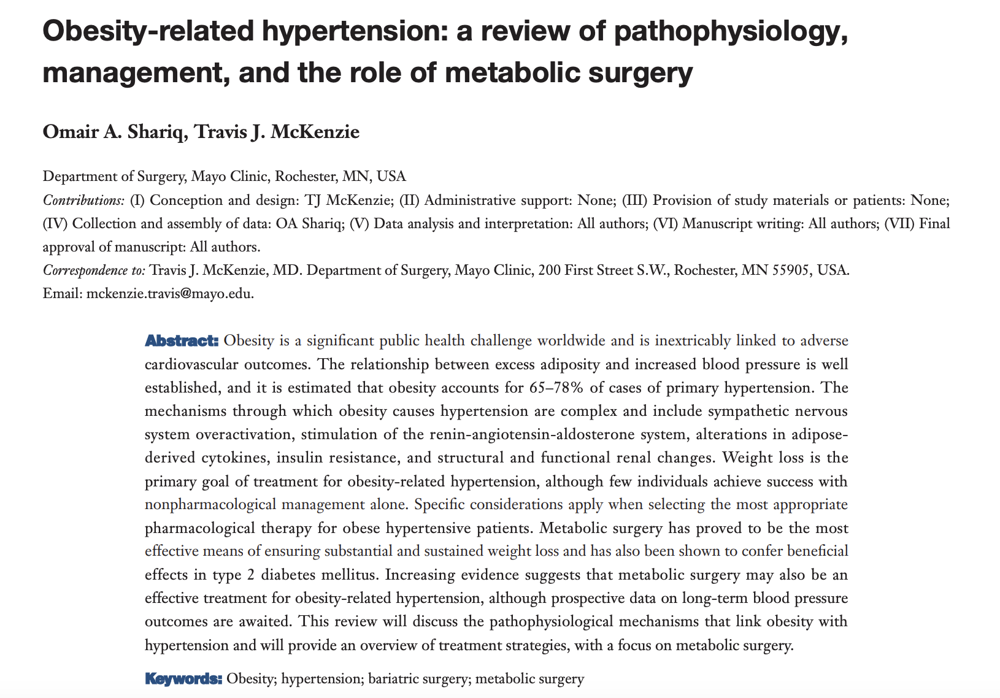 Obesity-related hypertension: a review of pathophysiology,
management, and the role of metabolic surgery
Omair A. Shariq, Travis J. McKenzie
Department of Surgery, Mayo Clinic, Rochester, MN, USA
Contributions: (I) Conception and design: TJ McKenzie; (II) Administrative support: None; (III) Provision of study materials or patients: None;
(IV) Collection and assembly of data: OA Shariq; (V) Data analysis and interpretation: All authors; (VI) Manuscript writing: All authors; (VII) Final
approval of manuscript: All authors.
Correspondence to: Travis J. McKenzie, MD. Department of Surgery, Mayo Clinic, 200 First Street S.W., Rochester, MN 55905, USA.
Email: mckenzie.travis@mayo.edu.
Abstract: Obesity is a significant public health challenge worldwide and is inextricably linked to adverse
cardiovascular outcomes. The relationship between excess adiposity and increased blood pressure is well
established, and it is estimated that obesity accounts for 65–78% of cases of primary hypertension. The
mechanisms through which obesity causes hypertension are complex and include sympathetic nervous
system overactivation, stimulation of the renin-angiotensin-aldosterone system, alterations in adipose-
derived cytokines, insulin resistance, and structural and functional renal changes. Weight loss is the
primary goal of treatment for obesity-related hypertension, although few individuals achieve success with
nonpharmacological management alone. Specific considerations apply when selecting the most appropriate
pharmacological therapy for obese hypertensive patients. Metabolic surgery has proved to be the most
effective means of ensuring substantial and sustained weight loss and has also been shown to confer beneficial
effects in type 2 diabetes mellitus. Increasing evidence suggests that metabolic surgery may also be an
effective treatment for obesity-related hypertension, although prospective data on long-term blood pressure
outcomes are awaited. This review will discuss the pathophysiological mechanisms that link obesity with
hypertension and will provide an overview of treatment strategies, with a focus on metabolic surgery.
Keywords: Obesity; hypertension; bariatric surgery; metabolic surgery